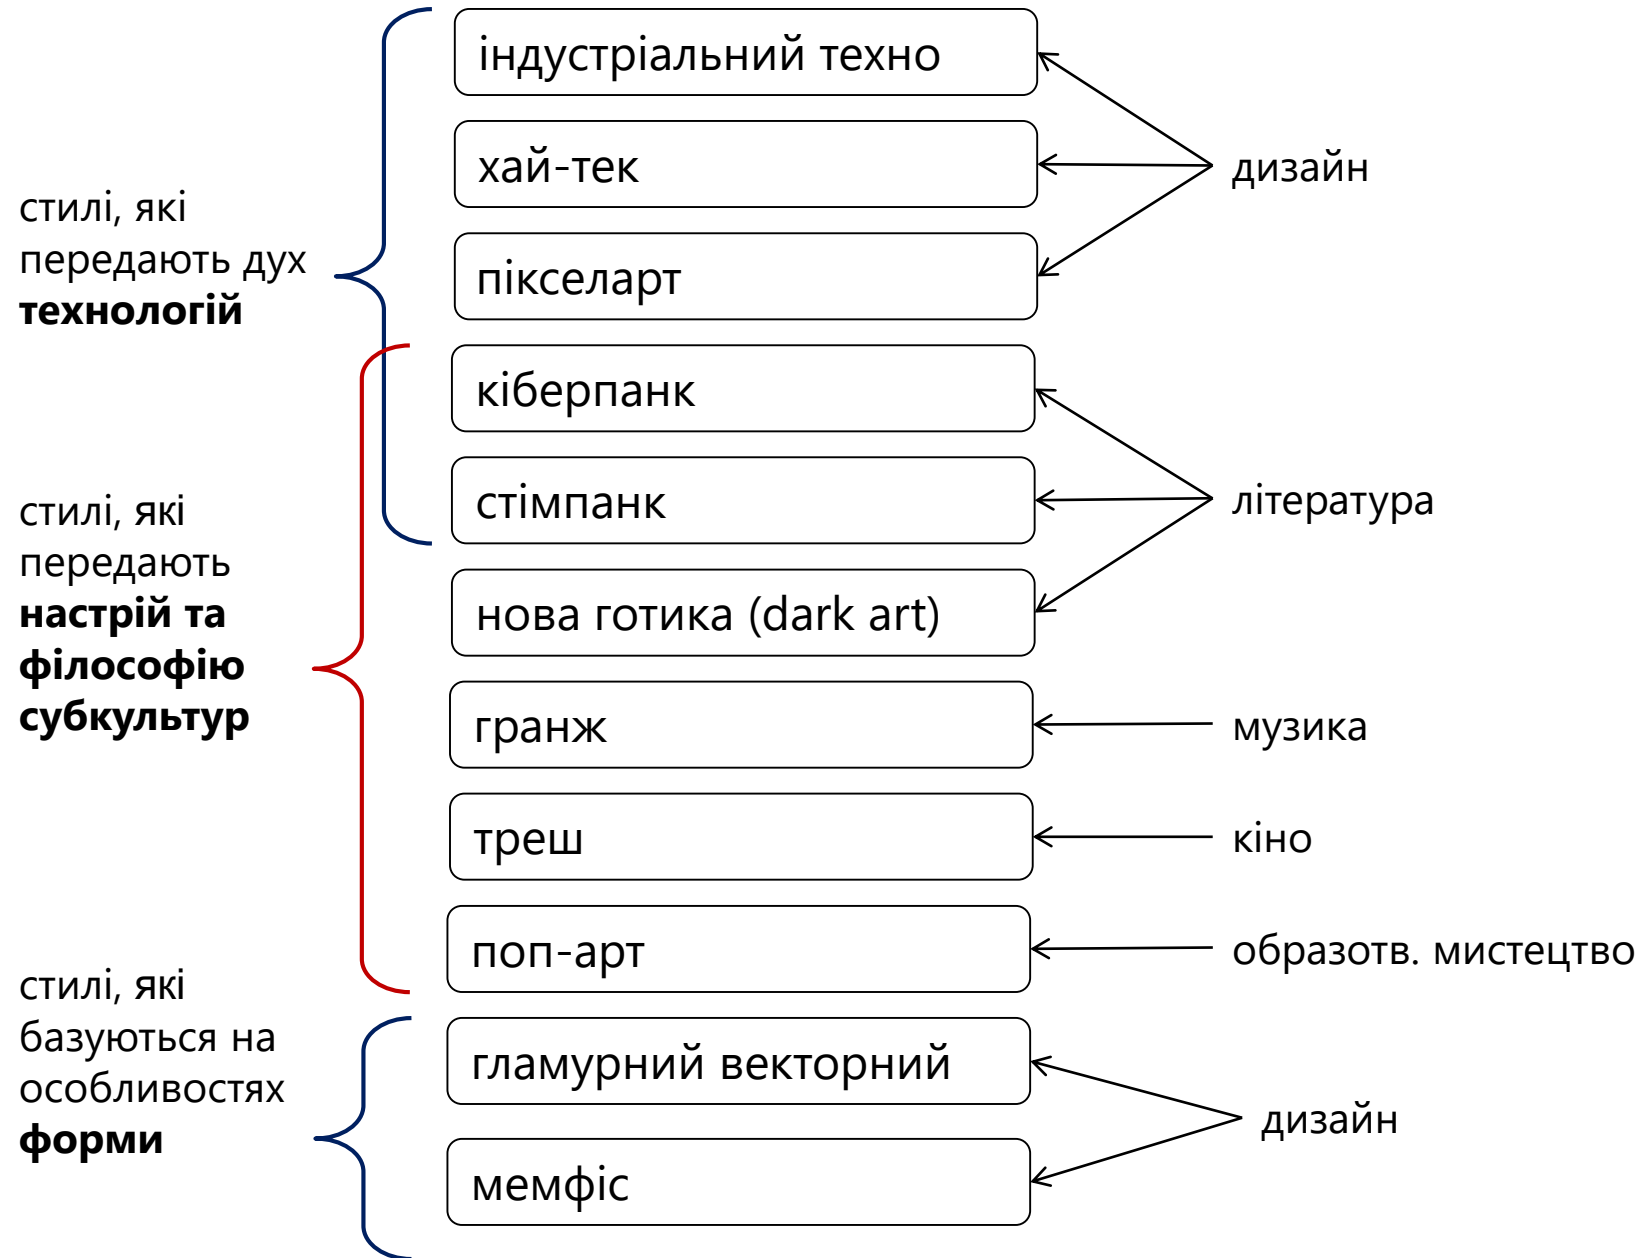 індустріальний техно
хай-тек
піксéларт
кіберпанк
стімпанк
нова готика (dark art)
гранж
треш
поп-арт
гламурний векторний
мемфіс
стилі, які
передають дух
технологій
стилі, які
передають
настрій та
філософію
субкультур
стилі, які
базуються на
особливостях
форми
дизайн
література
музика
кіно
образотв. мистецтво
дизайн